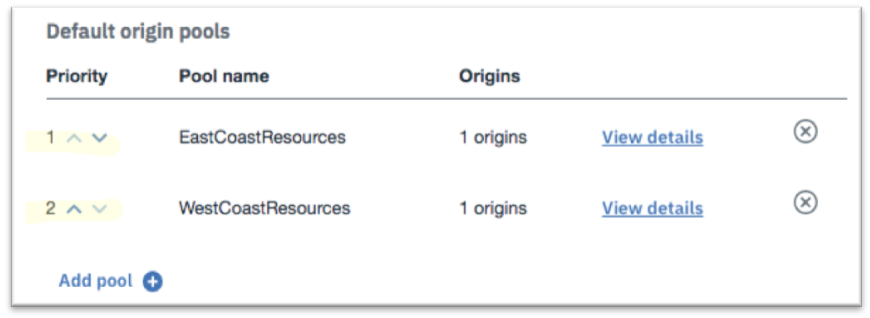 Default origin pools
Priority Pool name Origins
1 EastCoastResources 1 origins View details
2 WestCoastResources 1 origins View details
Add pool